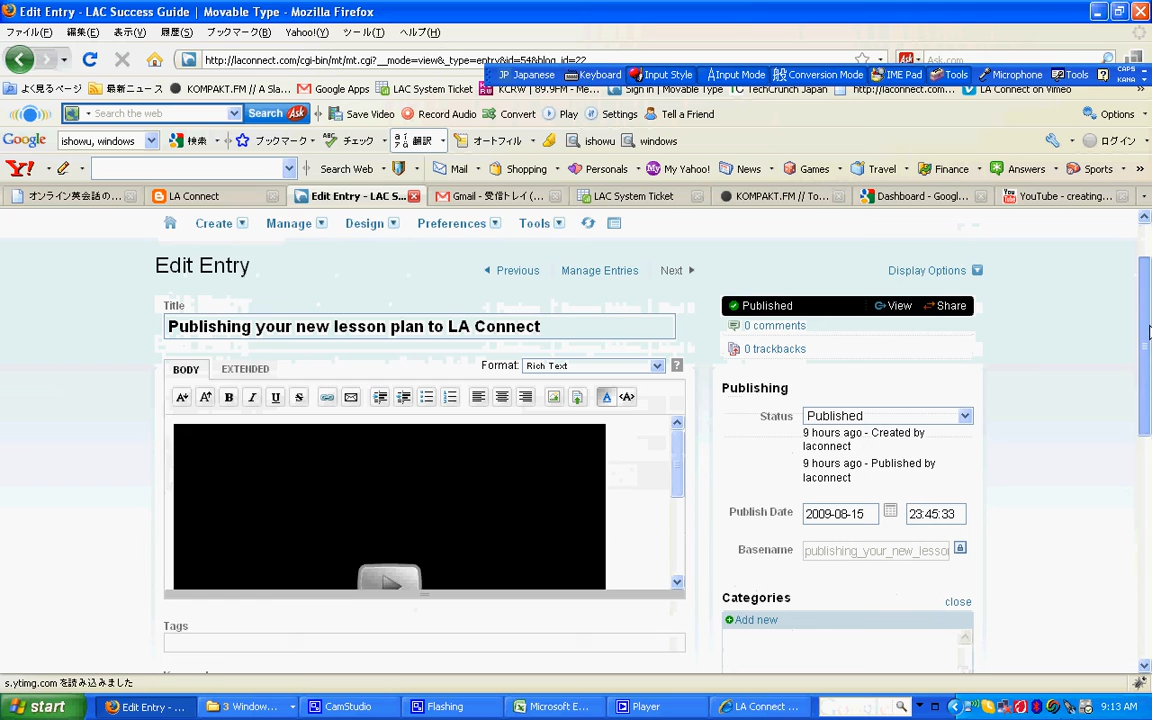 Edit Entry - LAC Success Guide | Movable Type - Mozilla Firefox
ファイル(F) 編集(E) 表示(V) 履歴(S) ブックマーク(B) Yahoo!(Y) ツール(T) ヘルプ(H)
http://laconnect.com/cgi-bin/mt/mt.cgi?__mode=view&_type=entry&id=54&blog_id=22 Ask.com
JP Japanese Keyboard Input Style Input Mode Conversion Mode IME Pad Tools Microphone Tools CAPS KANA
よく見るページ 最新ニュース KOMPAKT.FM // A Sla... Google Apps LAC System Ticket KCRW | 89.9FM - Me... Sign in | Movable Type TechCrunch Japan http://laconnect.com... LA Connect on Vimeo
Search the web Search Ask Save Video Record Audio Convert Play Settings Tell a Friend Options
Google ishowu, windows 検索 ブックマーク チェック 翻訳 オートフィル ishowu windows ログイン
Y! Search Web Mail Shopping Personals My Yahoo! News Games Travel Finance Answers Sports
オンライン英会話の... LA Connect Edit Entry - LAC S... Gmail - 受信トレイ (... LAC System Ticket KOMPAKT.FM // To... Dashboard - Googl... YouTube - creating...
Create Manage Design Preferences Tools
Edit Entry Previous Manage Entries Next Display Options
Title
Publishing your new lesson plan to LA Connect
Published View Share
0 comments
0 trackbacks
BODY EXTENDED Format: Rich Text
B I U S A <A>
Publishing
Status Published
9 hours ago - Created by
laconnect
9 hours ago - Published by
laconnect
Publish Date 2009-08-15 23:45:33
Basename publishing_your_new_lesso
Categories close
Add new
Tags
s.ytimg.com を読み込みました
start Edit Entry - ... 3 Window... CamStudio Flashing Microsoft E... Player LA Connect ... 9:13 AM